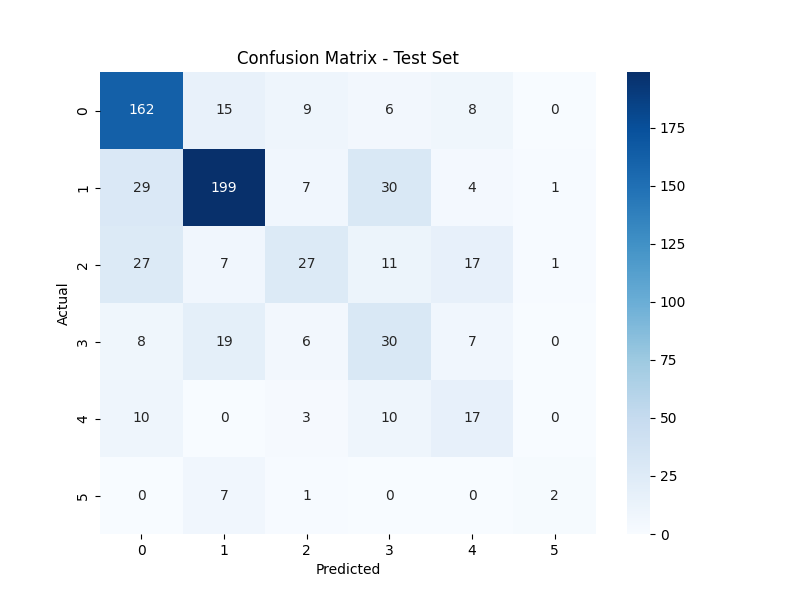 Confusion Matrix - Test Set
0 162 15 9 6 8 0
1 29 199 7 30 4 1
2 27 7 27 11 17 1
3 8 19 6 30 7 0
4 10 0 3 10 17 0
5 0 7 1 0 0 2
0 1 2 3 4 5
Predicted
Actual
175
150
125
100
75
50
25
0